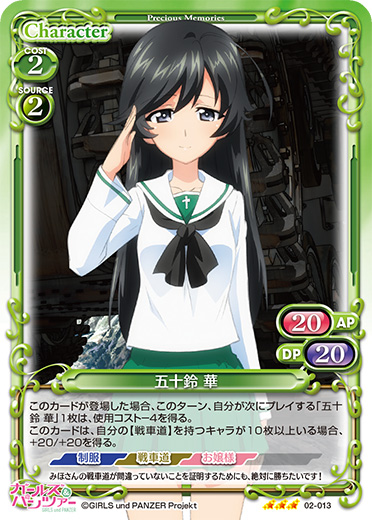 Precious Memories
Character
COST
2
SOURCE
2
20 AP
DP 20
五十鈴 華
このカードが登場した場合、このターン、自分が次にプレイする「五十
鈴 華」1枚は、使用コスト－4を得る。
このカードは、自分の【戦車道】を持つキャラが10枚以上いる場合、
+20/+20を得る。
制服 戦車道 お嬢様
みほさんの戦車道が間違っていないことを証明するためにも、絶対に勝ちたいです！
ガールズ&パンツァー
GIRLS und PANZER
©GIRLS und PANZER Projekt
★★★ 02-013